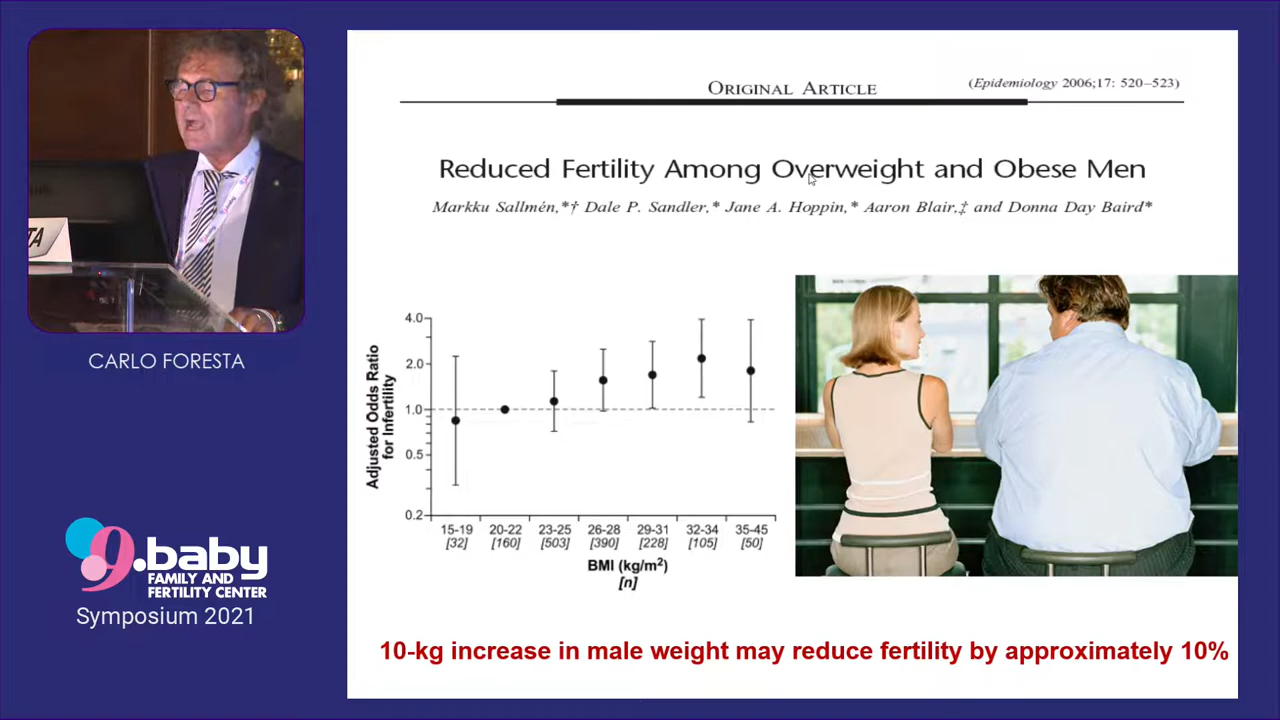 ORIGINAL ARTICLE
(Epidemiology 2006;17: 520–523)
Reduced Fertility Among Overweight and Obese Men
Markku Sallmén,*† Dale P. Sandler,* Jane A. Hoppin,* Aaron Blair,‡ and Donna Day Baird*
Adjusted Odds Ratio
for Infertility
4.0
2.0
1.0
0.5
0.2
15-19 20-22 23-25 26-28 29-31 32-34 35-45
[32] [160] [503] [390] [228] [105] [50]
BMI (kg/m²)
[n]
10-kg increase in male weight may reduce fertility by approximately 10%
TA
CARLO FORESTA
9.baby
FAMILY AND
FERTILITY CENTER
Symposium 2021